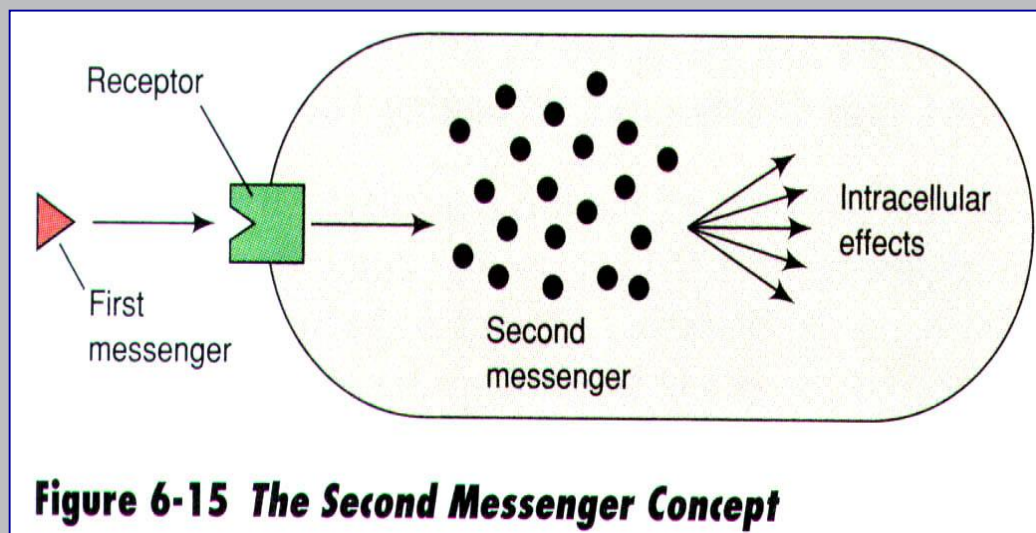 Receptor
First
messenger
Second
messenger
Intracellular
effects
Figure 6-15 The Second Messenger Concept